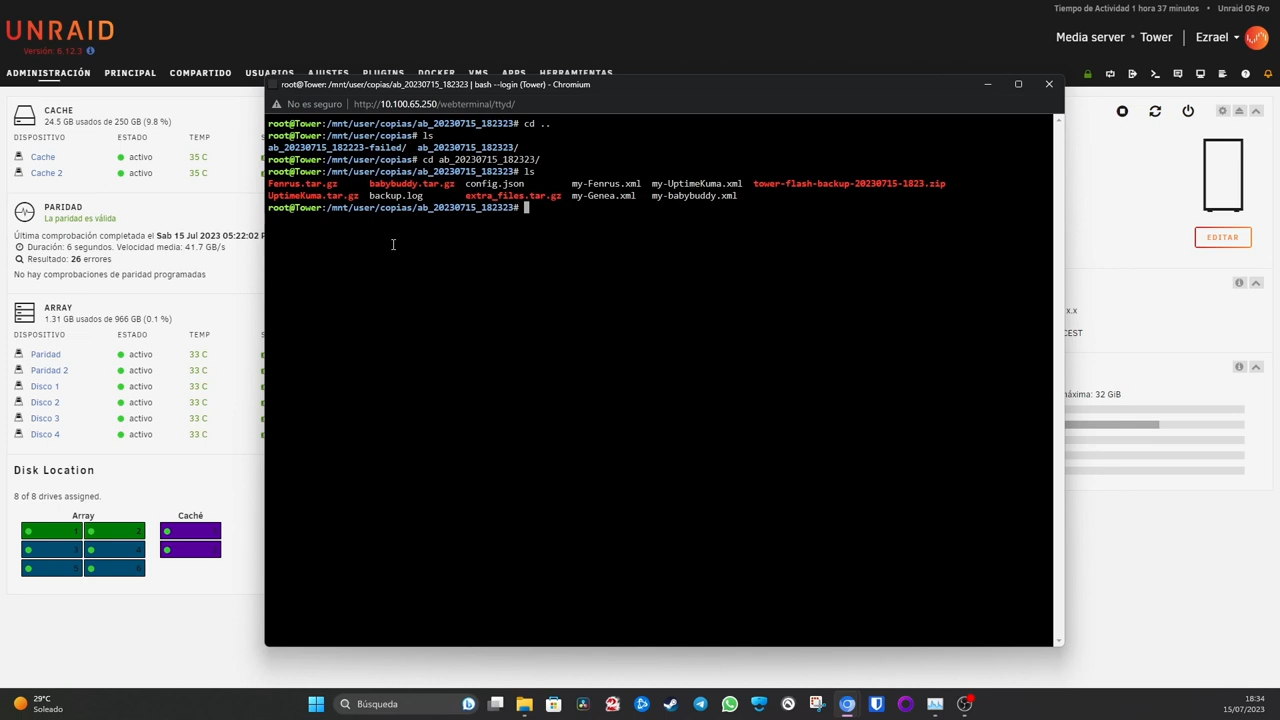 Tiempo de Actividad 1 hora 37 minutos • Unraid OS Pro
UNRAID
Versión: 6.12.3
Media server • Tower
Ezrael
ADMINISTRACIÓN PRINCIPAL COMPARTIDO USUARIOS AJUSTES PLUGINS DOCKER VMS APPS HERRAMIENTAS
root@Tower: /mnt/user/copias/ab_20230715_182323 | bash --login (Tower) - Chromium
No es seguro | http://10.100.65.250/webterminal/ttyd/
root@Tower:/mnt/user/copias/ab_20230715_182323# cd ..
root@Tower:/mnt/user/copias# ls
ab_20230715_182223-failed/ ab_20230715_182323/
root@Tower:/mnt/user/copias# cd ab_20230715_182323/
root@Tower:/mnt/user/copias/ab_20230715_182323# ls
Fenrus.tar.gz babybuddy.tar.gz config.json my-Fenrus.xml my-UptimeKuma.xml tower-flash-backup-20230715-1823.zip
UptimeKuma.tar.gz backup.log extra_files.tar.gz my-Genea.xml my-babybuddy.xml
root@Tower:/mnt/user/copias/ab_20230715_182323#
CACHE
24.5 GB usados de 250 GB (9.8 %)
DISPOSITIVO ESTADO TEMP
Cache activo 35 C
Cache 2 activo 35 C
PARIDAD
La paridad es válida
Última comprobación completada el Sab 15 Jul 2023 05:22:02 P
Duración: 6 segundos. Velocidad media: 41.7 GB/s
Resultado: 26 errores
No hay comprobaciones de paridad programadas
ARRAY
1.31 GB usados de 966 GB (0.1 %)
DISPOSITIVO ESTADO TEMP
Paridad activo 33 C
Paridad 2 activo 33 C
Disco 1 activo 33 C
Disco 2 activo 33 C
Disco 3 activo 33 C
Disco 4 activo 33 C
Disk Location
8 of 8 drives assigned.
Array Caché
1 2
3 4
5 6
EDITAR
x.x
CEST
máxima: 32 GiB
29°C
Soleado
Búsqueda
18:34
15/07/2023